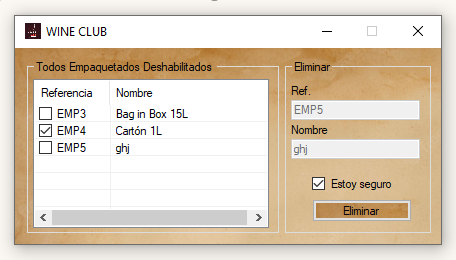 WINE CLUB
Todos Empaquetados Deshabilitados
Referencia Nombre
EMP3 Bag in Box 15L
EMP4 Cartón 1L
EMP5 ghj
Eliminar
Ref.
EMP5
Nombre
ghj
Estoy seguro
Eliminar